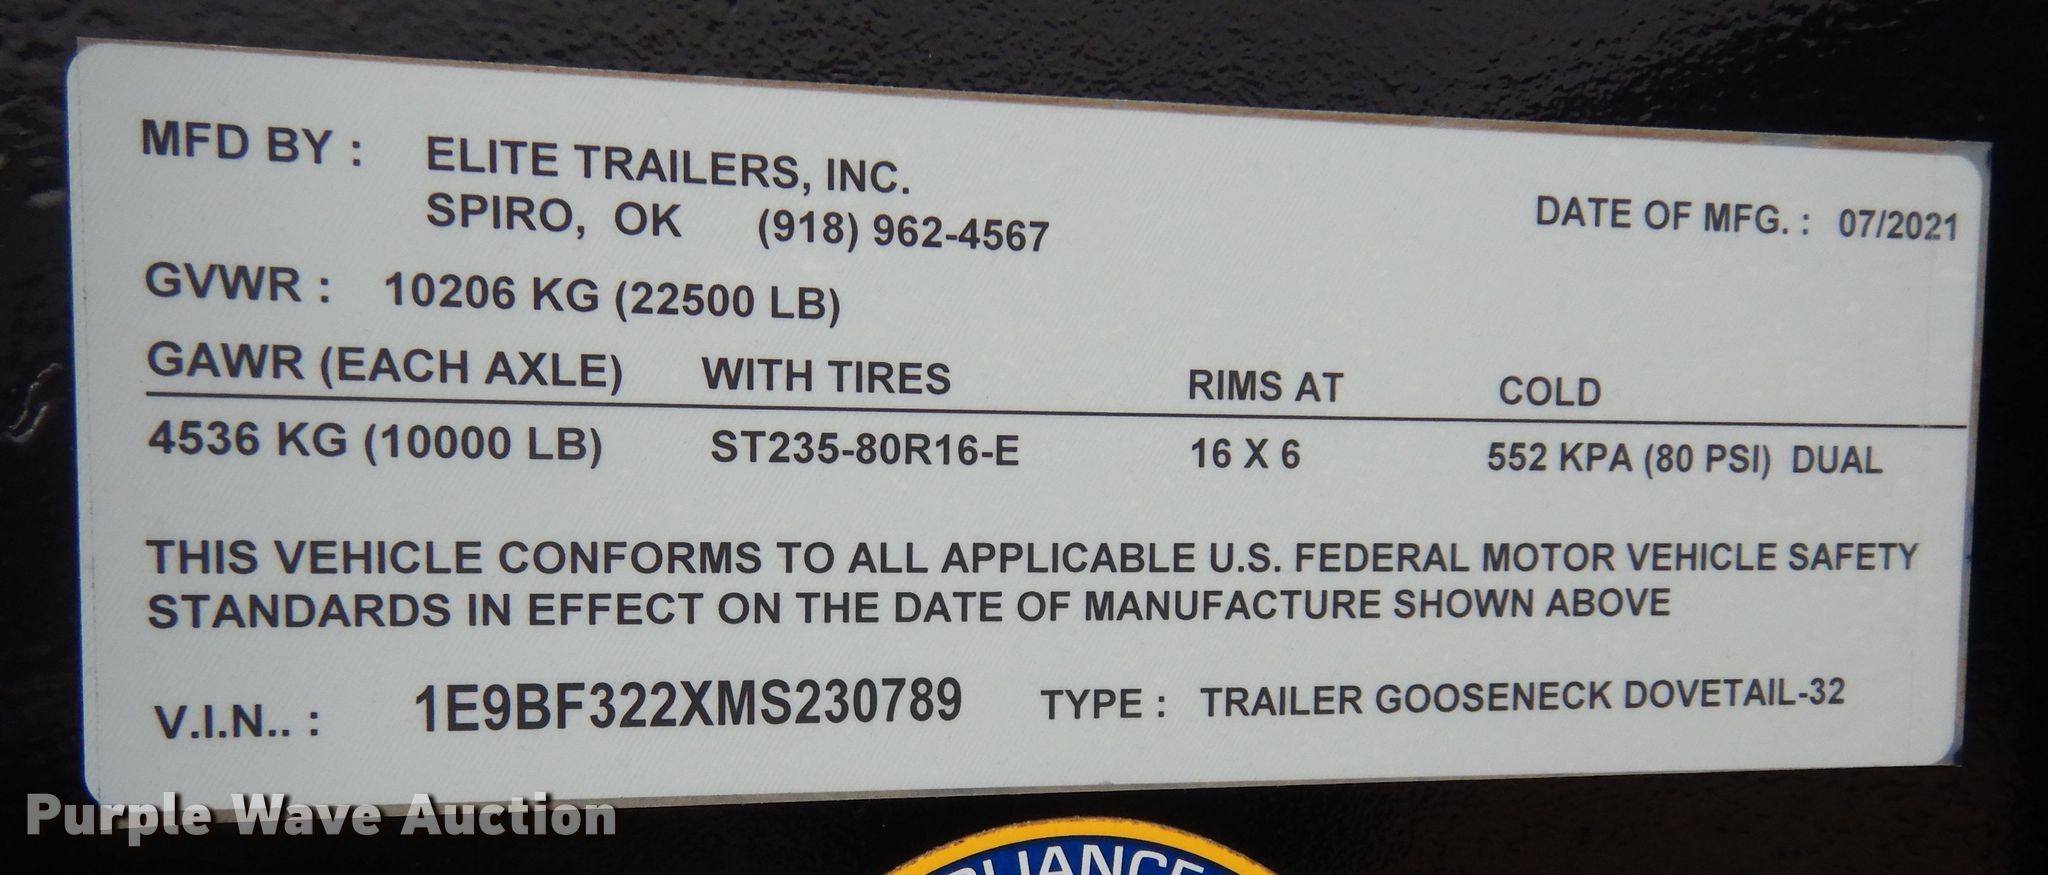 MFD BY : ELITE TRAILERS, INC.
SPIRO, OK (918) 962-4567
DATE OF MFG. : 07/2021
GVWR : 10206 KG (22500 LB)
GAWR (EACH AXLE) WITH TIRES RIMS AT COLD
4536 KG (10000 LB) ST235-80R16-E 16 X 6 552 KPA (80 PSI) DUAL
THIS VEHICLE CONFORMS TO ALL APPLICABLE U.S. FEDERAL MOTOR VEHICLE SAFETY
STANDARDS IN EFFECT ON THE DATE OF MANUFACTURE SHOWN ABOVE
V.I.N.. : 1E9BF322XMS230789 TYPE : TRAILER GOOSENECK DOVETAIL-32
Purple Wave Auction